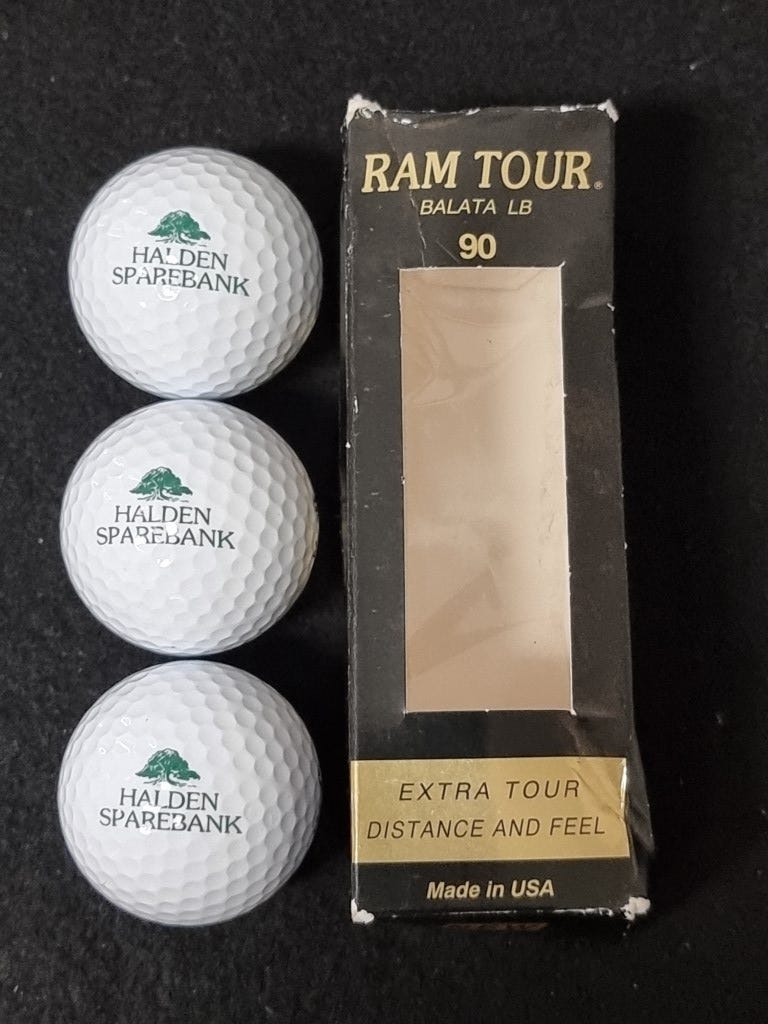 HALDEN
SPAREBANK
HALDEN
SPAREBANK
HALDEN
SPAREBANK
RAM TOUR®
BALATA LB
90
EXTRA TOUR
DISTANCE AND FEEL
Made in USA